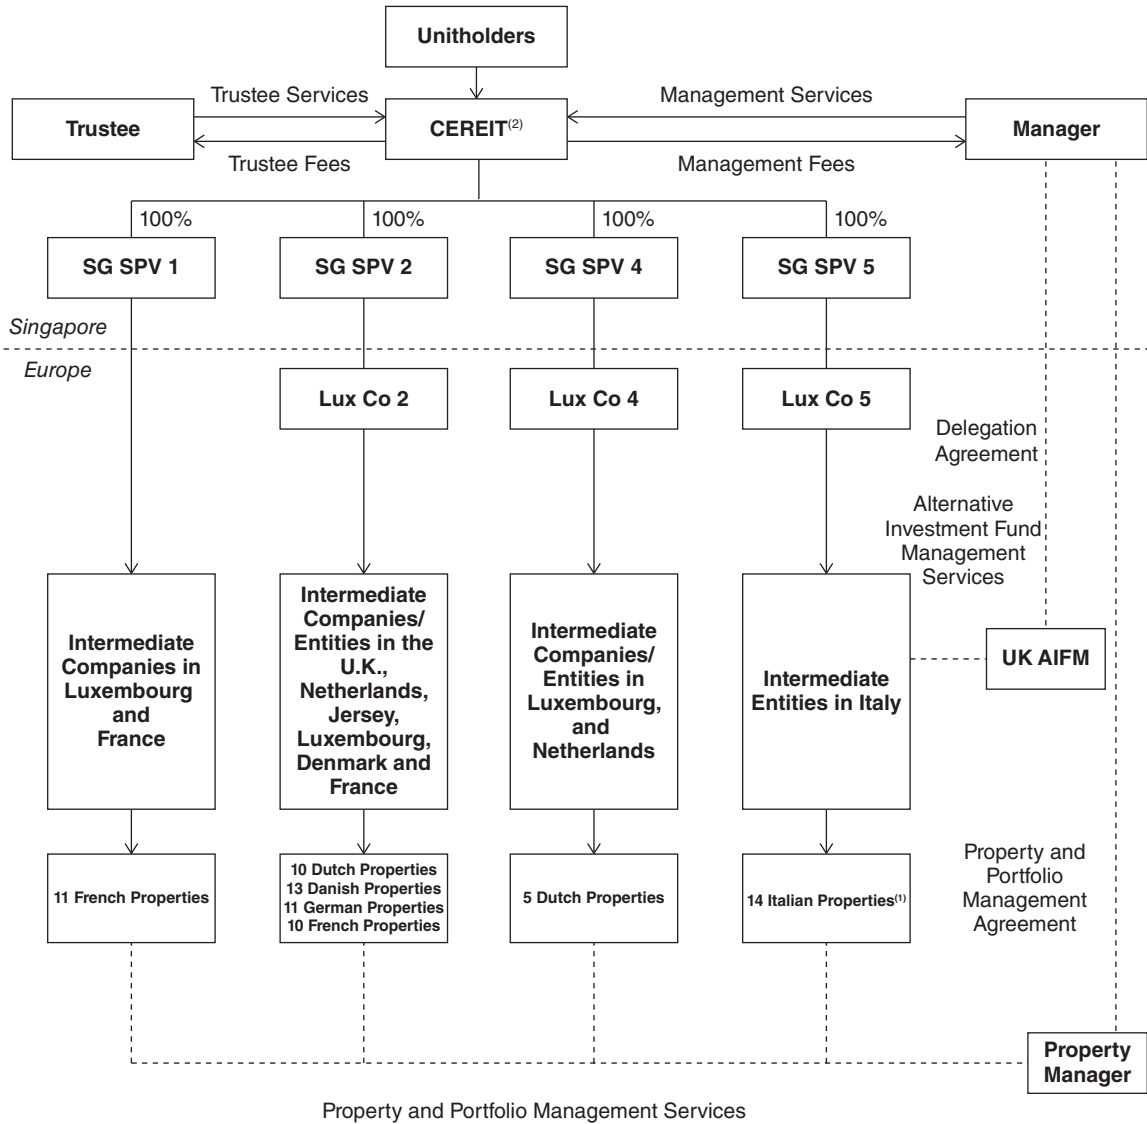 Unitholders
Trustee Services
Management Services
Trustee
CEREIT(2)
Manager
Trustee Fees
Management Fees
100%
100%
100%
100%
SG SPV 1
SG SPV 2
SG SPV 4
SG SPV 5
Singapore
Europe
Lux Co 2
Lux Co 4
Lux Co 5
Delegation
Agreement
Alternative
Investment Fund
Management
Services
Intermediate
Companies in
Luxembourg
and
France
Intermediate
Companies/
Entities in the
U.K.,
Netherlands,
Jersey,
Luxembourg,
Denmark and
France
Intermediate
Companies/
Entities in
Luxembourg,
and
Netherlands
Intermediate
Entities in Italy
UK AIFM
11 French Properties
10 Dutch Properties
13 Danish Properties
11 German Properties
10 French Properties
5 Dutch Properties
14 Italian Properties(1)
Property and
Portfolio
Management
Agreement
Property
Manager
Property and Portfolio Management Services